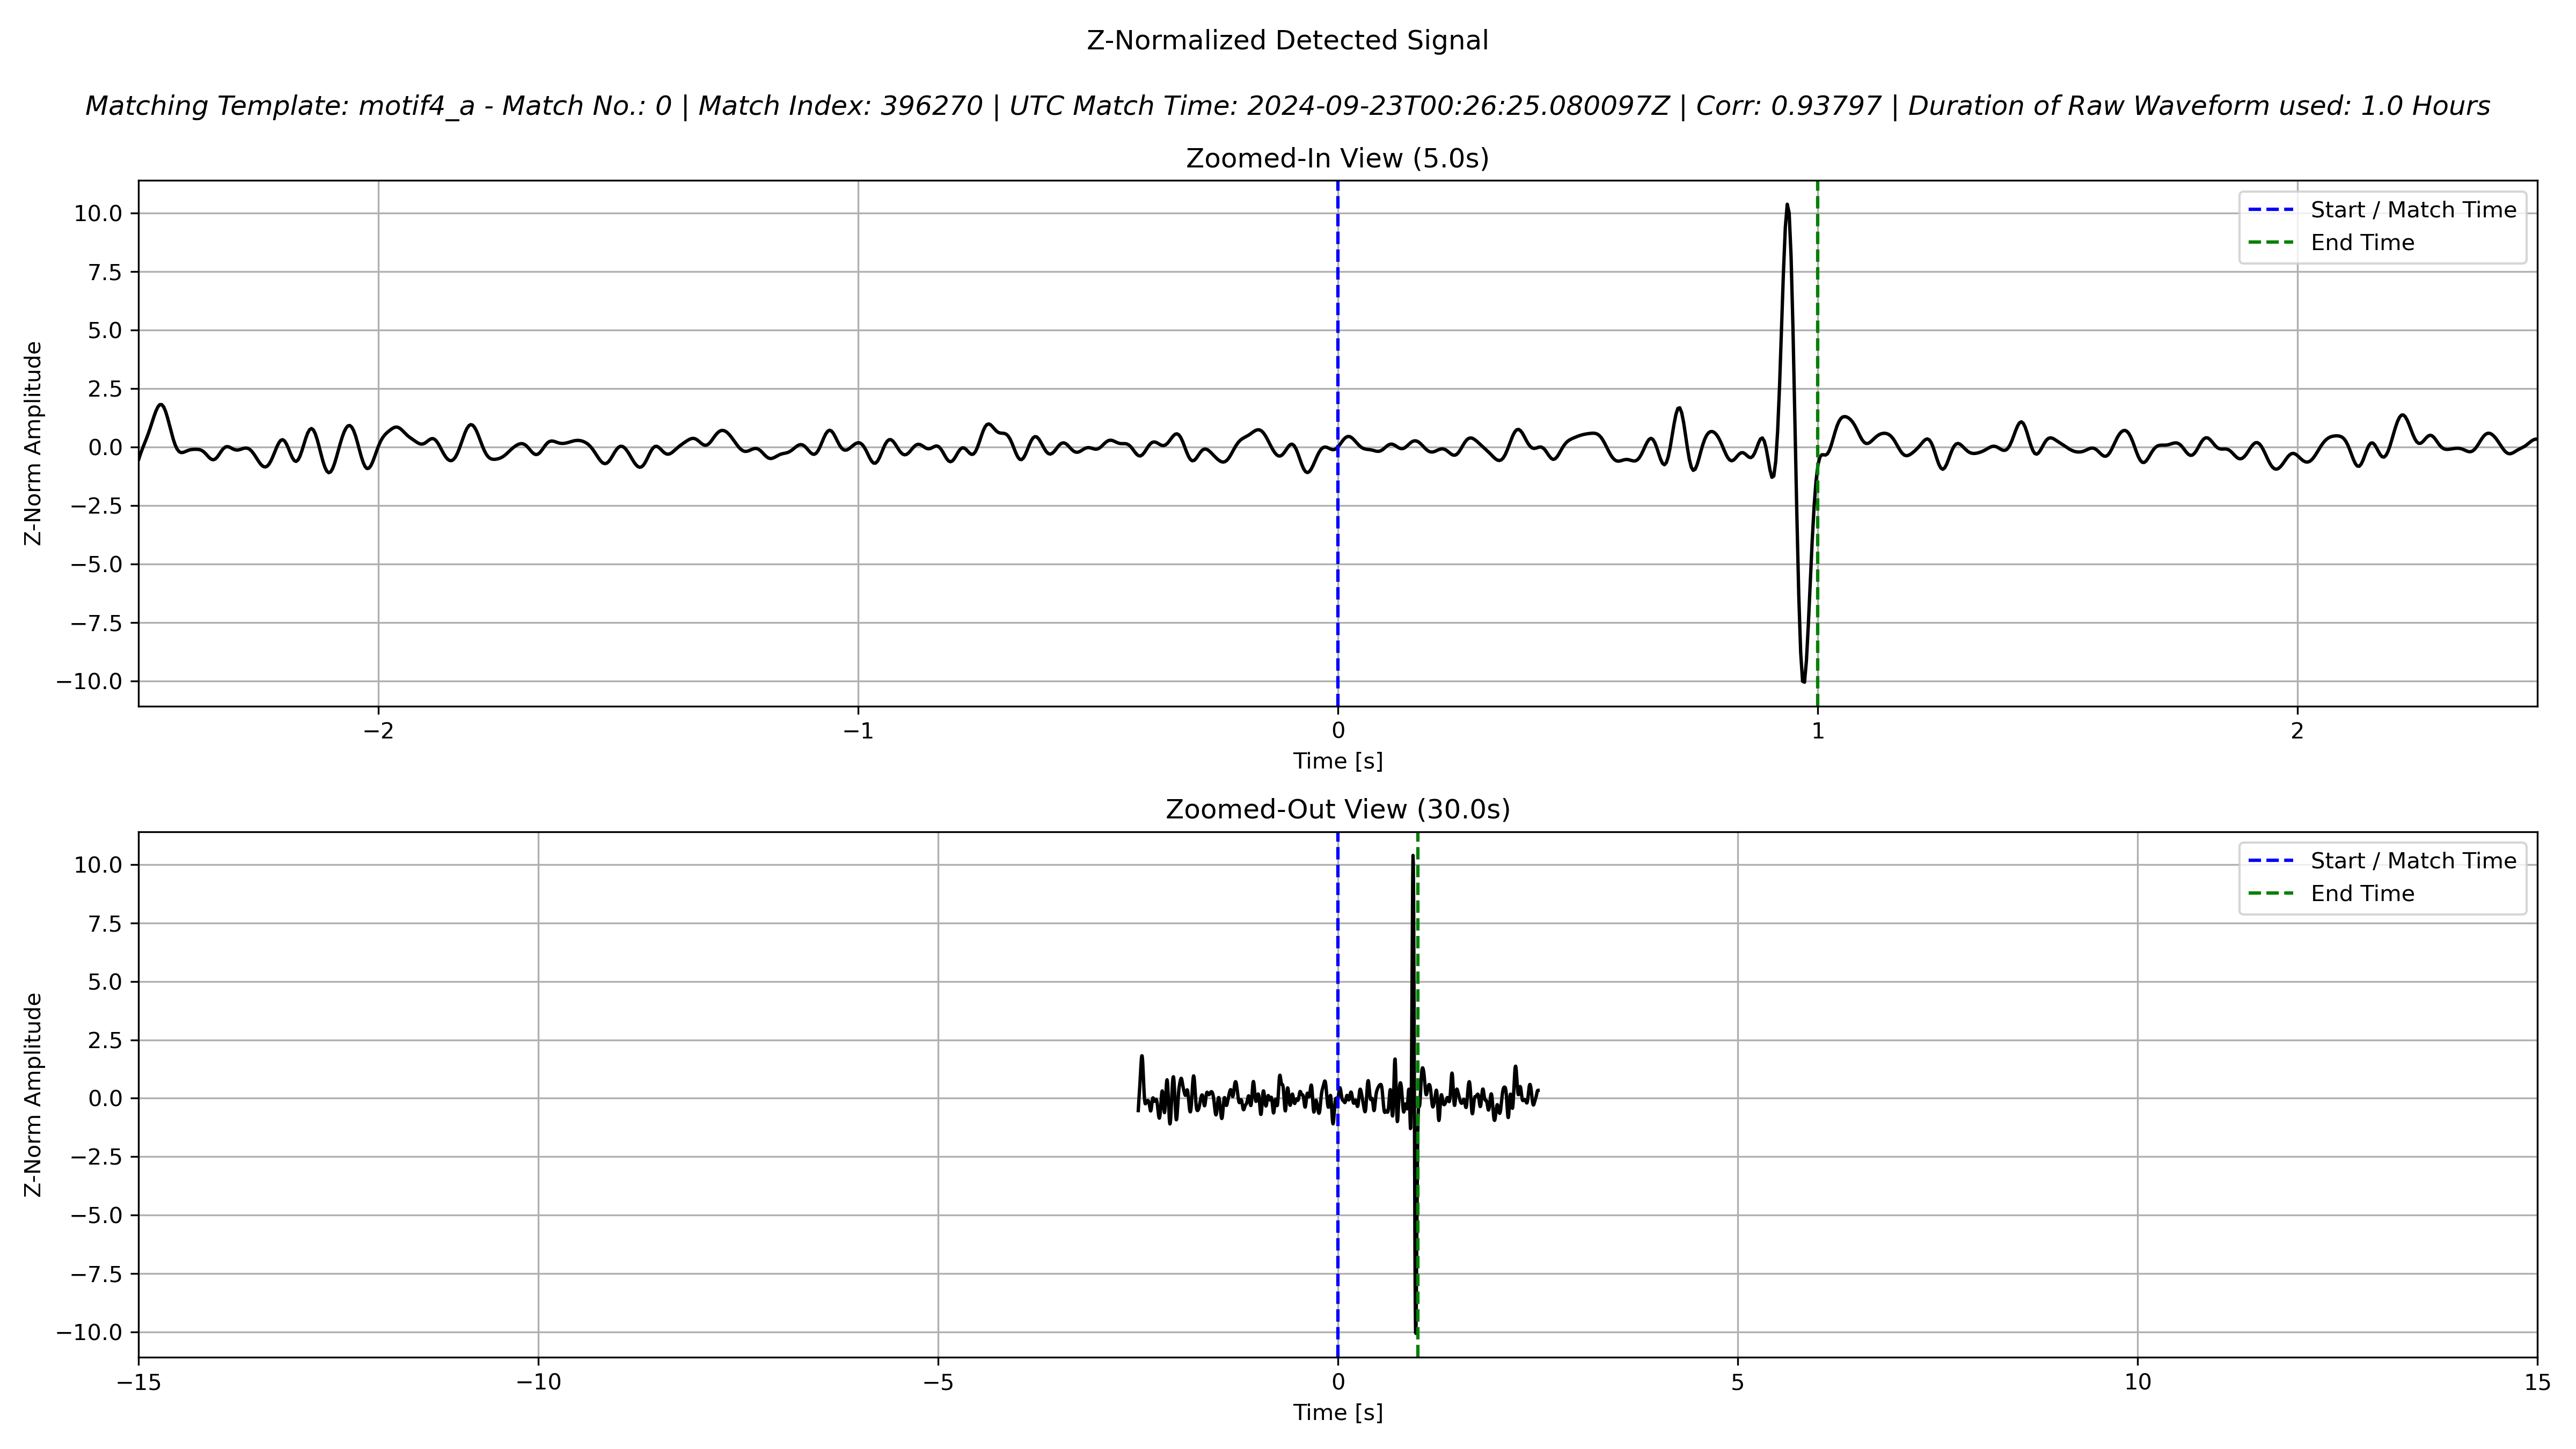 Z-Normalized Detected Signal
Matching Template: motif4_a - Match No.: 0 | Match Index: 396270 | UTC Match Time: 2024-09-23T00:26:25.080097Z | Corr: 0.93797 | Duration of Raw Waveform used: 1.0 Hours
Zoomed-In View (5.0s)
Start / Match Time
End Time
Z-Norm Amplitude
10.0
7.5
5.0
2.5
0.0
−2.5
−5.0
−7.5
−10.0
−2 −1 0 1 2
Time [s]
Zoomed-Out View (30.0s)
Start / Match Time
End Time
Z-Norm Amplitude
10.0
7.5
5.0
2.5
0.0
−2.5
−5.0
−7.5
−10.0
−15 −10 −5 0 5 10 15
Time [s]